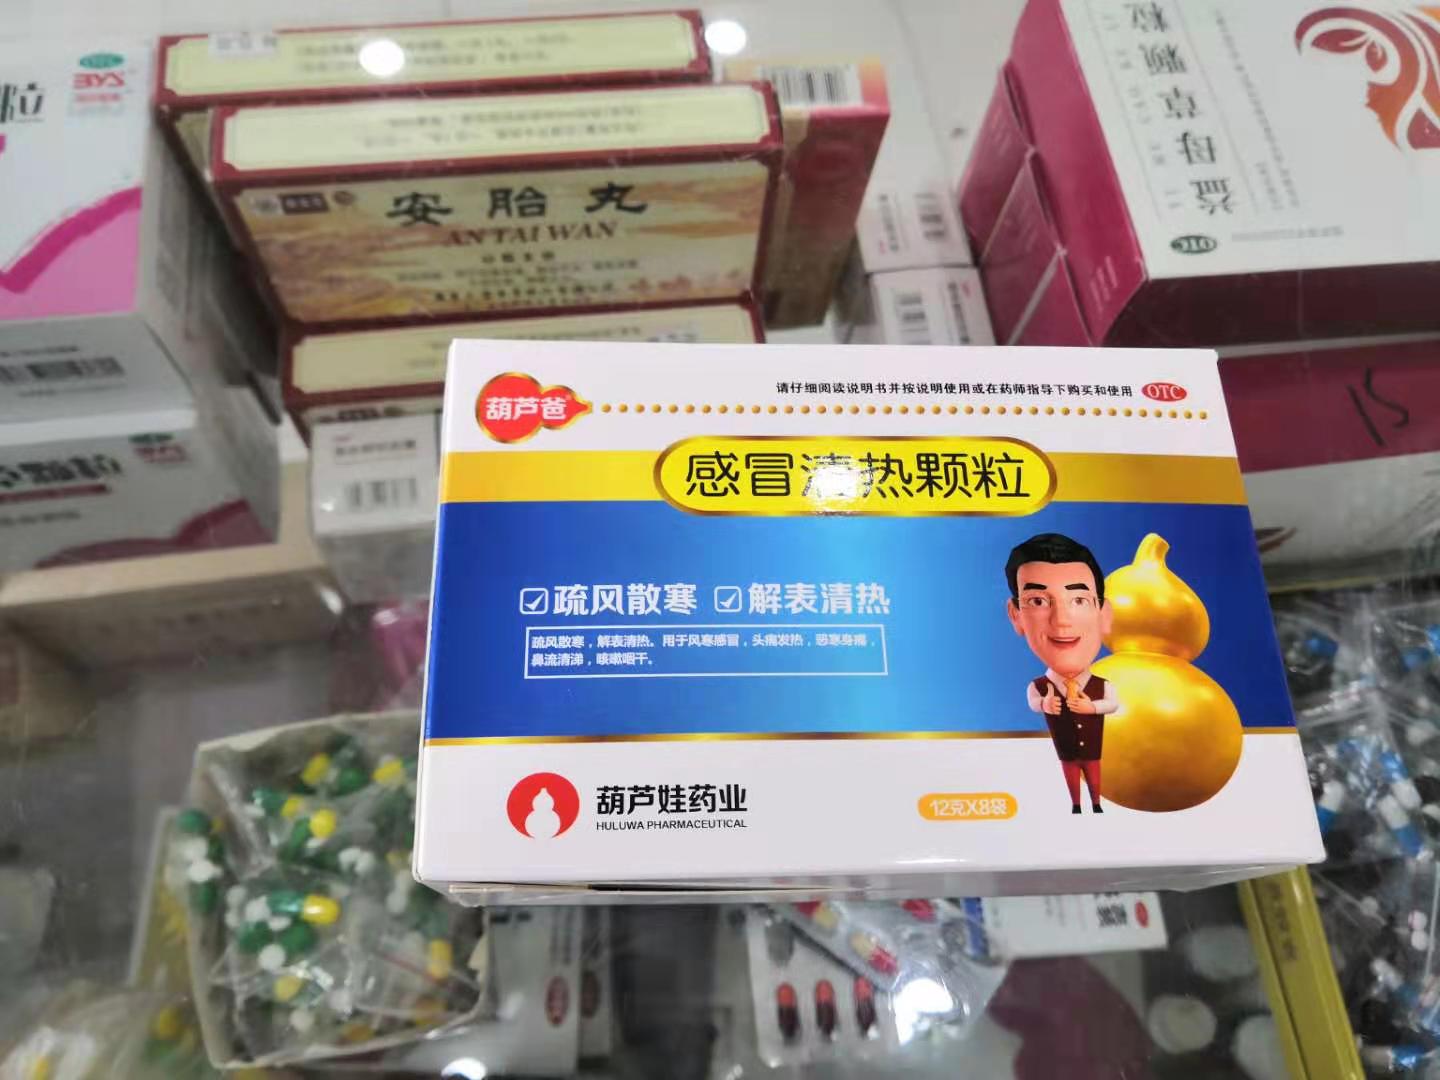 安胎丸
ANTAI WAN
益母草颗粒
OTC
15
葫芦爸
请仔细阅读说明书并按说明使用或在药师指导下购买和使用
OTC
感冒清热颗粒
疏风散寒 解表清热
疏风散寒，解表清热。用于风寒感冒，头痛发热，恶寒身痛，
鼻流清涕，咳嗽咽干。
葫芦娃药业
HULUWA PHARMACEUTICAL
12克X8袋